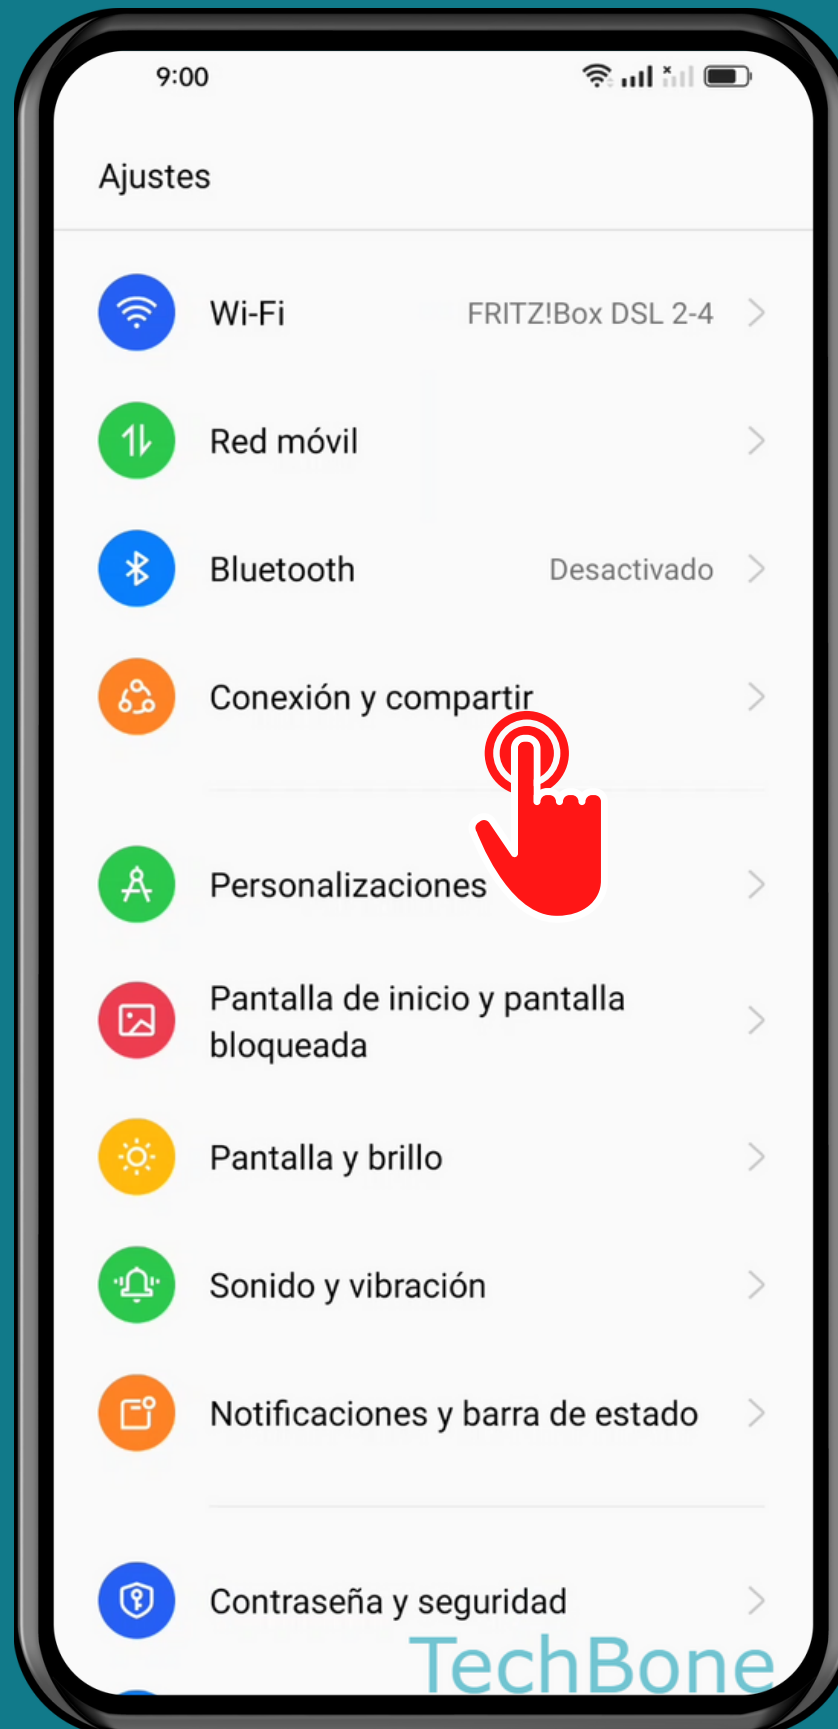 9:00
Ajustes
Wi-Fi FRITZ!Box DSL 2-4
Red móvil
Bluetooth Desactivado
Conexión y compartir
Personalizaciones
Pantalla de inicio y pantalla
bloqueada
Pantalla y brillo
Sonido y vibración
Notificaciones y barra de estado
Contraseña y seguridad
TechBone